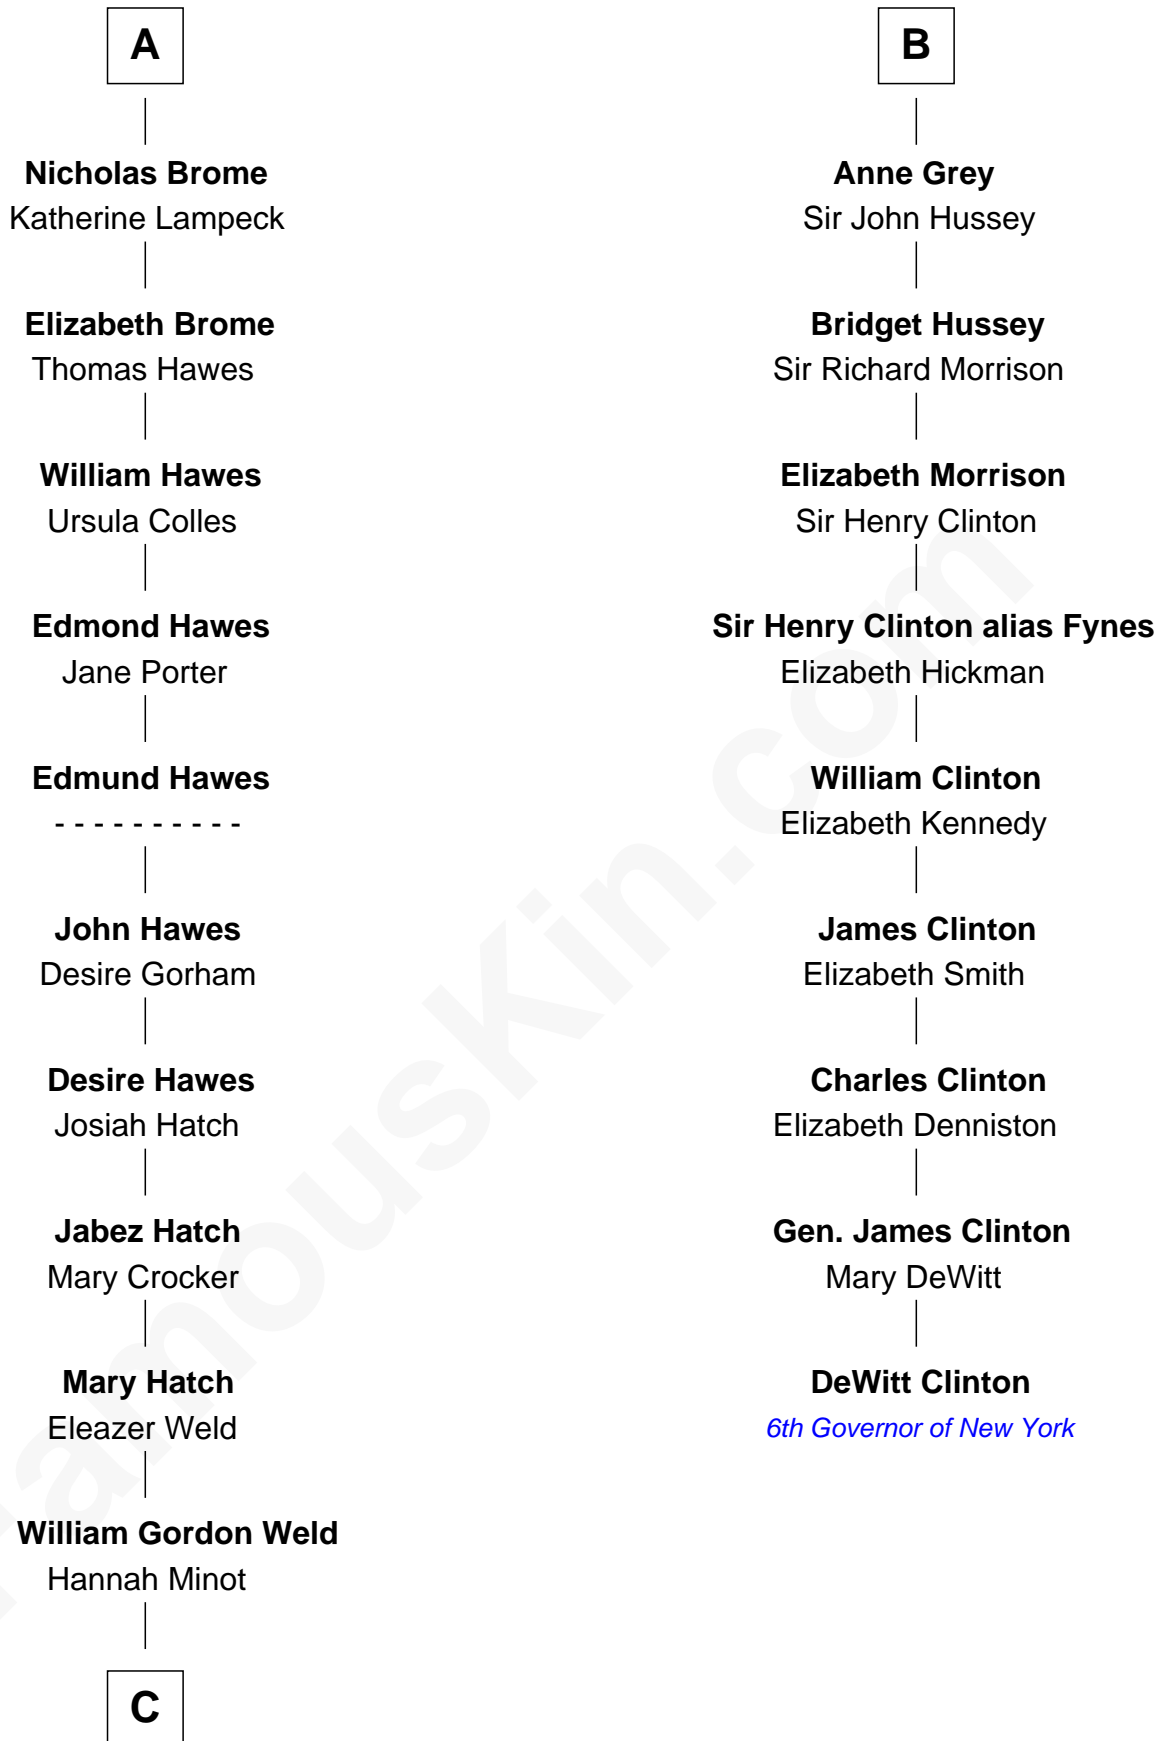 A
Nicholas Brome
Katherine Lampeck
Elizabeth Brome
Thomas Hawes
William Hawes
Ursula Colles
Edmond Hawes
Jane Porter
Edmund Hawes
- - - - - - - - - -
John Hawes
Desire Gorham
Desire Hawes
Josiah Hatch
Jabez Hatch
Mary Crocker
Mary Hatch
Eleazer Weld
William Gordon Weld
Hannah Minot
C
B
Anne Grey
Sir John Hussey
Bridget Hussey
Sir Richard Morrison
Elizabeth Morrison
Sir Henry Clinton
Sir Henry Clinton alias Fynes
Elizabeth Hickman
William Clinton
Elizabeth Kennedy
James Clinton
Elizabeth Smith
Charles Clinton
Elizabeth Denniston
Gen. James Clinton
Mary DeWitt
DeWitt Clinton
6th Governor of New York
FamousKin.com